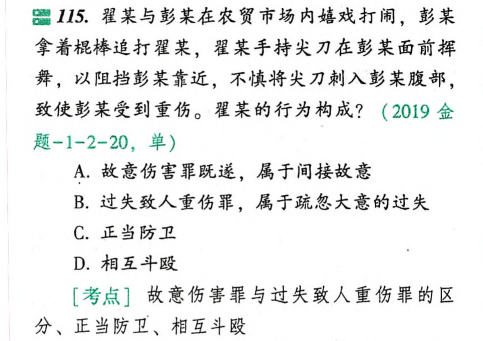 115. 翟某与彭某在农贸市场内嬉戏打闹，彭某
拿着棍棒追打翟某，翟某手持尖刀在彭某面前挥
舞，以阻挡彭某靠近，不慎将尖刀刺入彭某腹部，
致使彭某受到重伤。翟某的行为构成？（2019 金
题-1-2-20，单）
A. 故意伤害罪既遂，属于间接故意
B. 过失致人重伤罪，属于疏忽大意的过失
C. 正当防卫
D. 相互斗殴
[考点] 故意伤害罪与过失致人重伤罪的区
分、正当防卫、相互斗殴